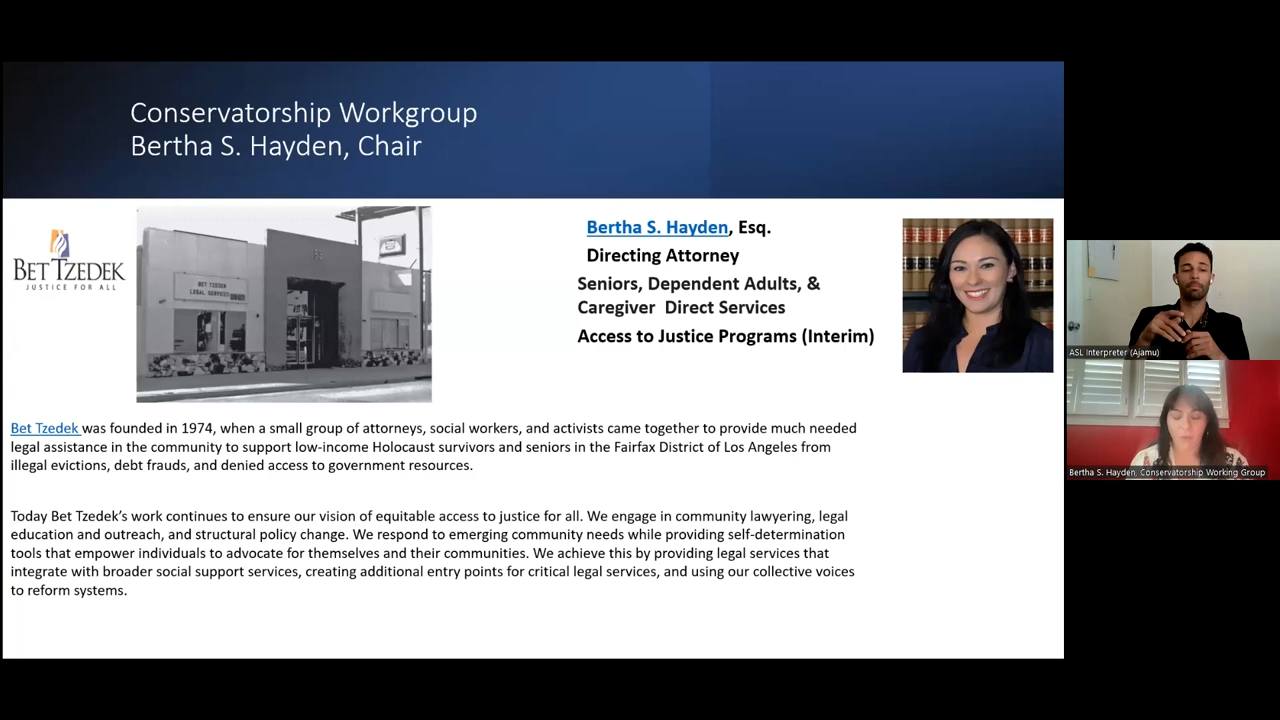 Conservatorship Workgroup
Bertha S. Hayden, Chair
BET TZEDEK
JUSTICE FOR ALL
BET TZEDEK
LEGAL SERVICES
Bertha S. Hayden, Esq.
Directing Attorney
Seniors, Dependent Adults, &
Caregiver Direct Services
Access to Justice Programs (Interim)
Bet Tzedek was founded in 1974, when a small group of attorneys, social workers, and activists came together to provide much needed
legal assistance in the community to support low-income Holocaust survivors and seniors in the Fairfax District of Los Angeles from
illegal evictions, debt frauds, and denied access to government resources.
Today Bet Tzedek’s work continues to ensure our vision of equitable access to justice for all. We engage in community lawyering, legal
education and outreach, and structural policy change. We respond to emerging community needs while providing self-determination
tools that empower individuals to advocate for themselves and their communities. We achieve this by providing legal services that
integrate with broader social support services, creating additional entry points for critical legal services, and using our collective voices
to reform systems.
ASL Interpreter (Ajamu)
Bertha S. Hayden, Conservatorship Working Group